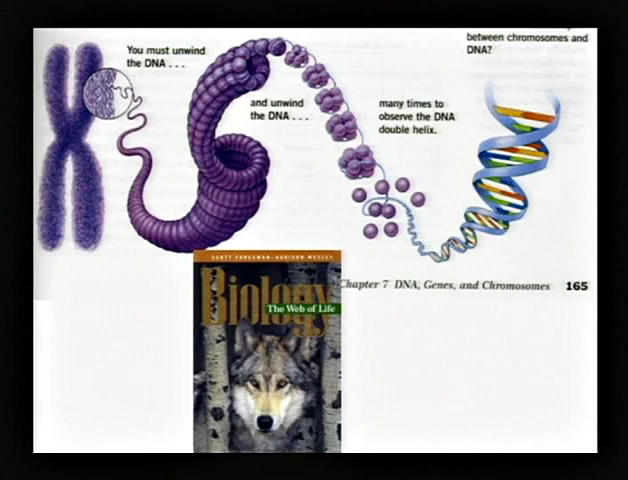 You must unwind
the DNA . . .
and unwind
the DNA . . .
many times to
observe the DNA
double helix.
between chromosomes and
DNA?
SCOTT FORESMAN - ADDISON WESLEY
Biology
The Web of Life
Chapter 7 DNA, Genes, and Chromosomes 165